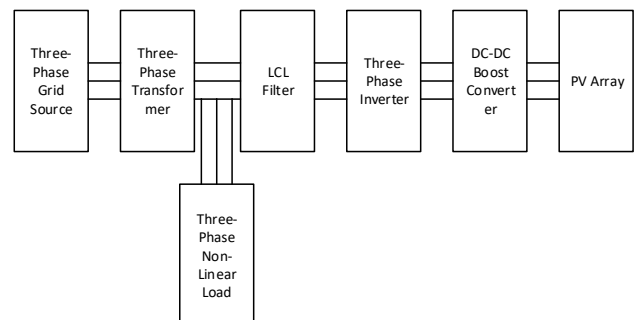 Three-
Phase
Grid
Source
Three-
Phase
Transfor
mer
LCL
Filter
Three-
Phase
Inverter
DC-DC
Boost
Convert
er
PV Array
Three-
Phase
Non-
Linear
Load